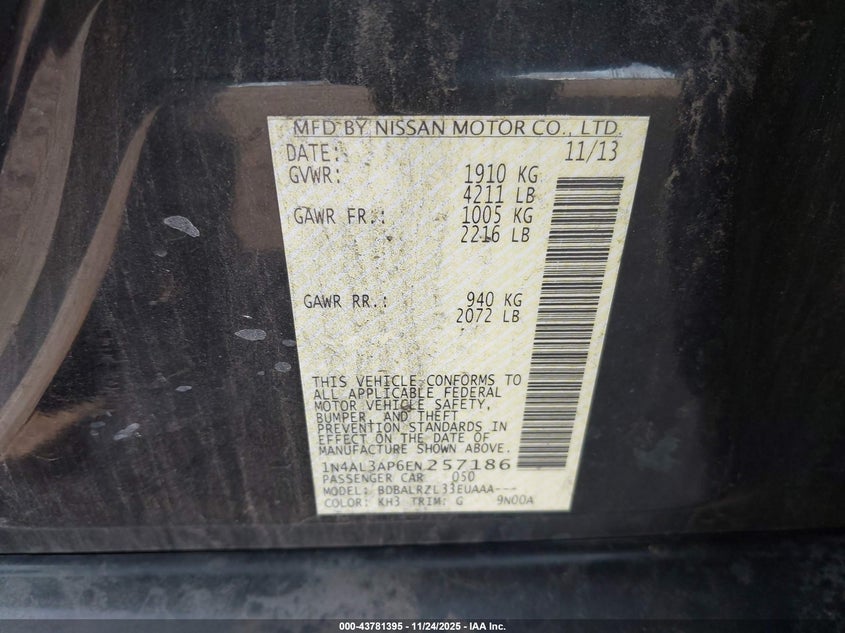 MFD BY NISSAN MOTOR CO., LTD.
DATE: 11/13
GVWR: 1910 KG
4211 LB
GAWR FR.: 1005 KG
2216 LB
GAWR RR.: 940 KG
2072 LB
THIS VEHICLE CONFORMS TO
ALL APPLICABLE FEDERAL
MOTOR VEHICLE SAFETY,
BUMPER, AND THEFT
PREVENTION STANDARDS IN
EFFECT ON THE DATE OF
MANUFACTURE SHOWN ABOVE.
1N4AL3AP6EN257186
PASSENGER CAR 050
MODEL: BDBALRZL33EUAAA---
COLOR: KH3 TRIM: G 9N00A
000-43781395 - 11/24/2025 - IAA Inc.